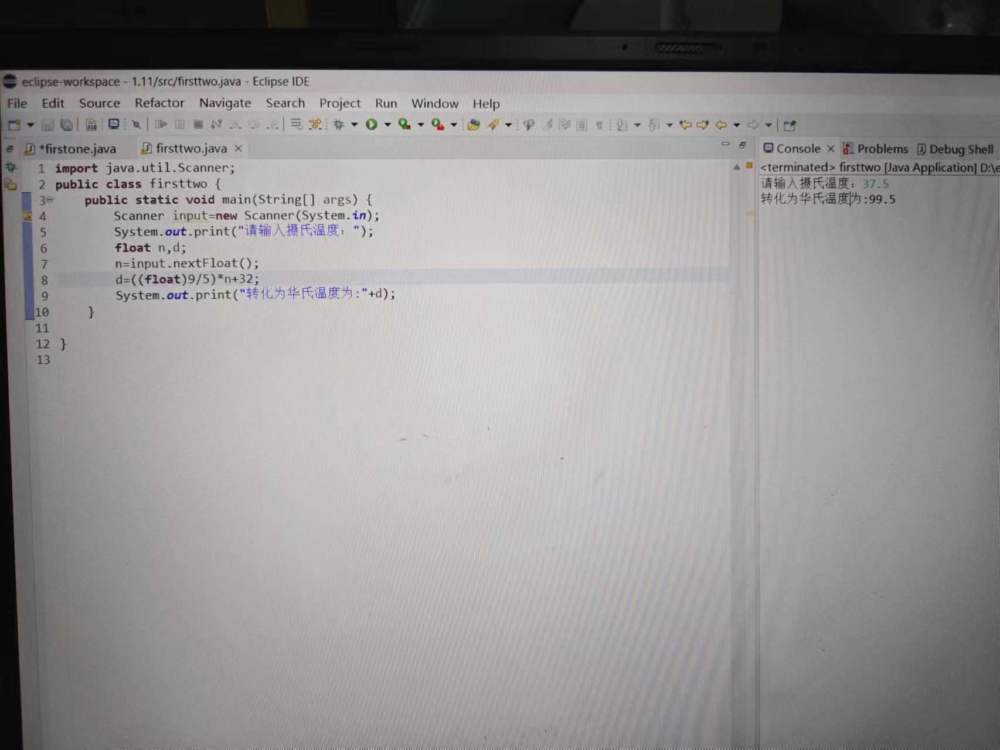 eclipse-workspace - 1.11/src/firsttwo.java - Eclipse IDE
File Edit Source Refactor Navigate Search Project Run Window Help
*firstone.java firsttwo.java
1 import java.util.Scanner;
2 public class firsttwo {
3 public static void main(String[] args) {
4 Scanner input=new Scanner(System.in);
5 System.out.print("请输入摄氏温度：");
6 float n,d;
7 n=input.nextFloat();
8 d=((float)9/5)*n+32;
9 System.out.print("转化为华氏温度为:"+d);
10 }
11
12 }
13
Console Problems Debug Shell
<terminated> firsttwo [Java Application] D:\e
请输入摄氏温度：37.5
转化为华氏温度为:99.5